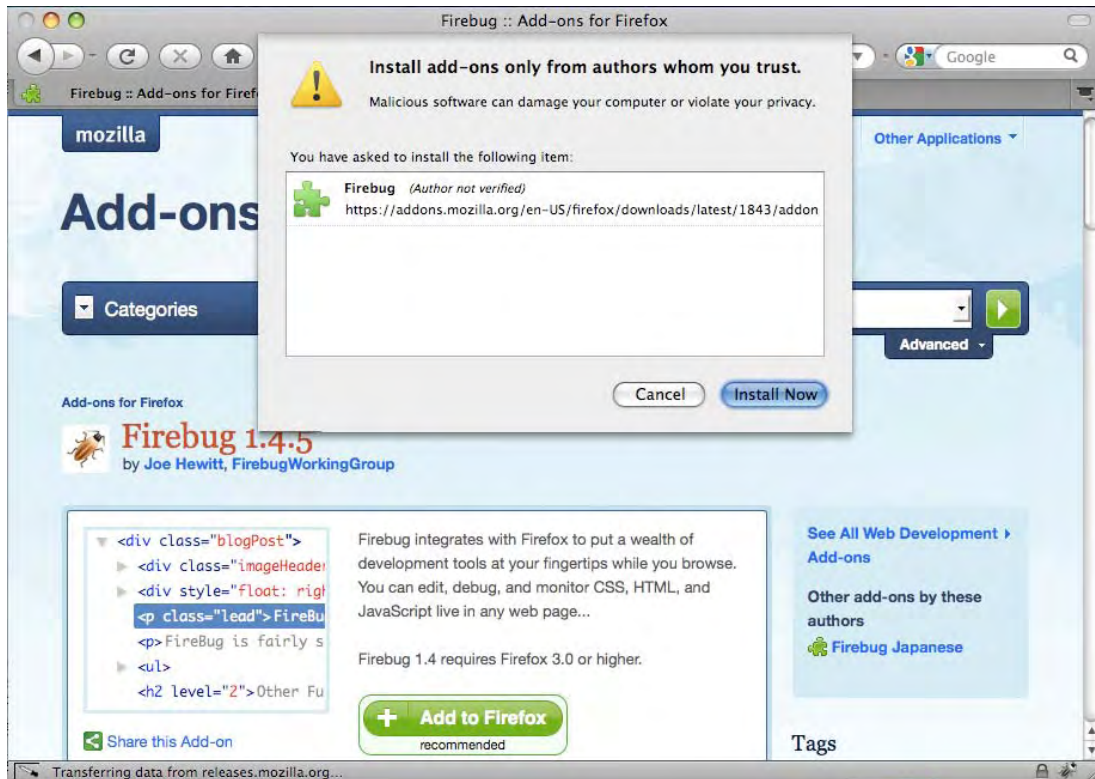 Firebug :: Add-ons for Firefox
Google
Firebug :: Add-ons for Firef
Install add-ons only from authors whom you trust.
Malicious software can damage your computer or violate your privacy.
You have asked to install the following item:
Firebug (Author not verified)
https://addons.mozilla.org/en-US/firefox/downloads/latest/1843/addon
Cancel
Install Now
mozilla
Other Applications
Add-ons
Categories
Advanced
Add-ons for Firefox
Firebug 1.4.5
by Joe Hewitt, FirebugWorkingGroup
<div class="blogPost">
<div class="imageHeader
<div style="float: righ
<p class="lead">FireBu
<p>FireBug is fairly s
<ul>
<h2 level="2">Other Fu
Share this Add-on
Firebug integrates with Firefox to put a wealth of
development tools at your fingertips while you browse.
You can edit, debug, and monitor CSS, HTML, and
JavaScript live in any web page...
Firebug 1.4 requires Firefox 3.0 or higher.
Add to Firefox
recommended
See All Web Development
Add-ons
Other add-ons by these
authors
Firebug Japanese
Tags
Transferring data from releases.mozilla.org...